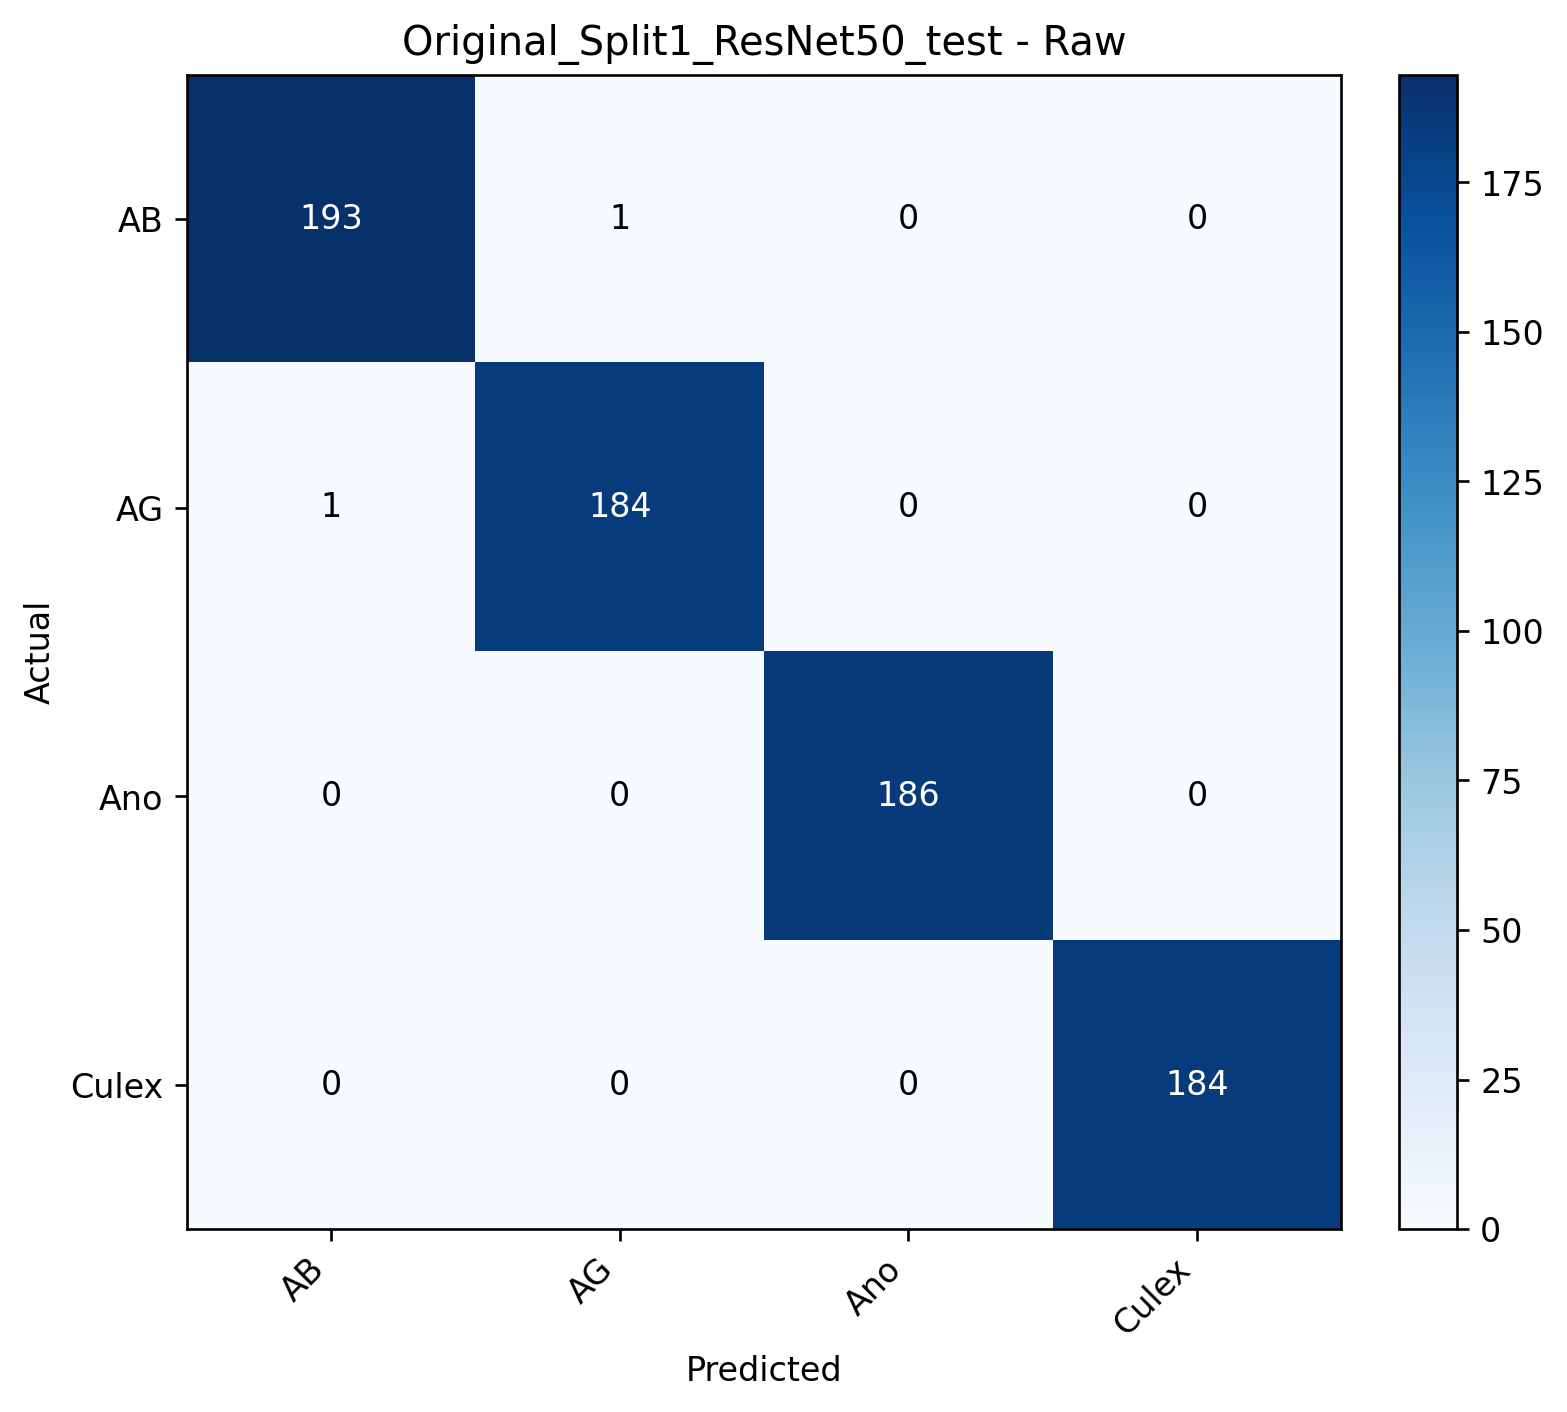 Original_Split1_ResNet50_test - Raw
AB 193 1 0 0
AG 1 184 0 0
Ano 0 0 186 0
Culex 0 0 0 184
AB AG Ano Culex
Predicted
Actual
175
150
125
100
75
50
25
0